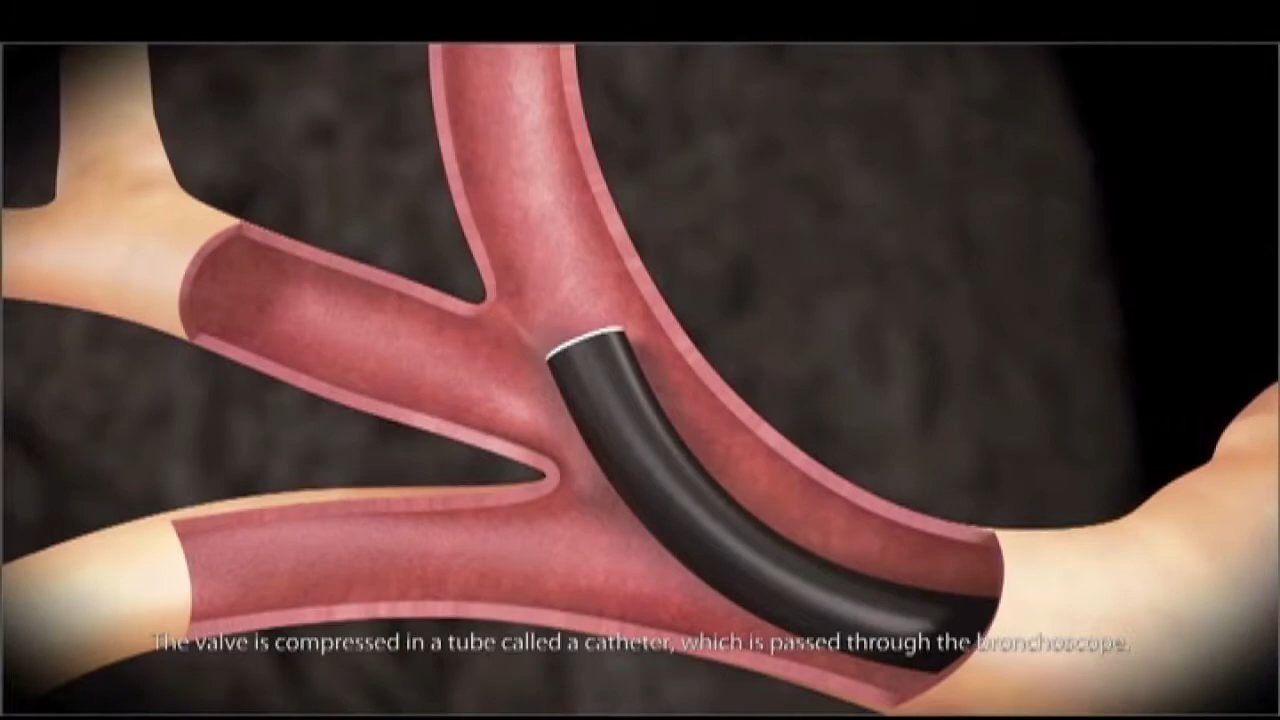 The valve is compressed in a tube called a catheter, which is passed through the bronchoscope.